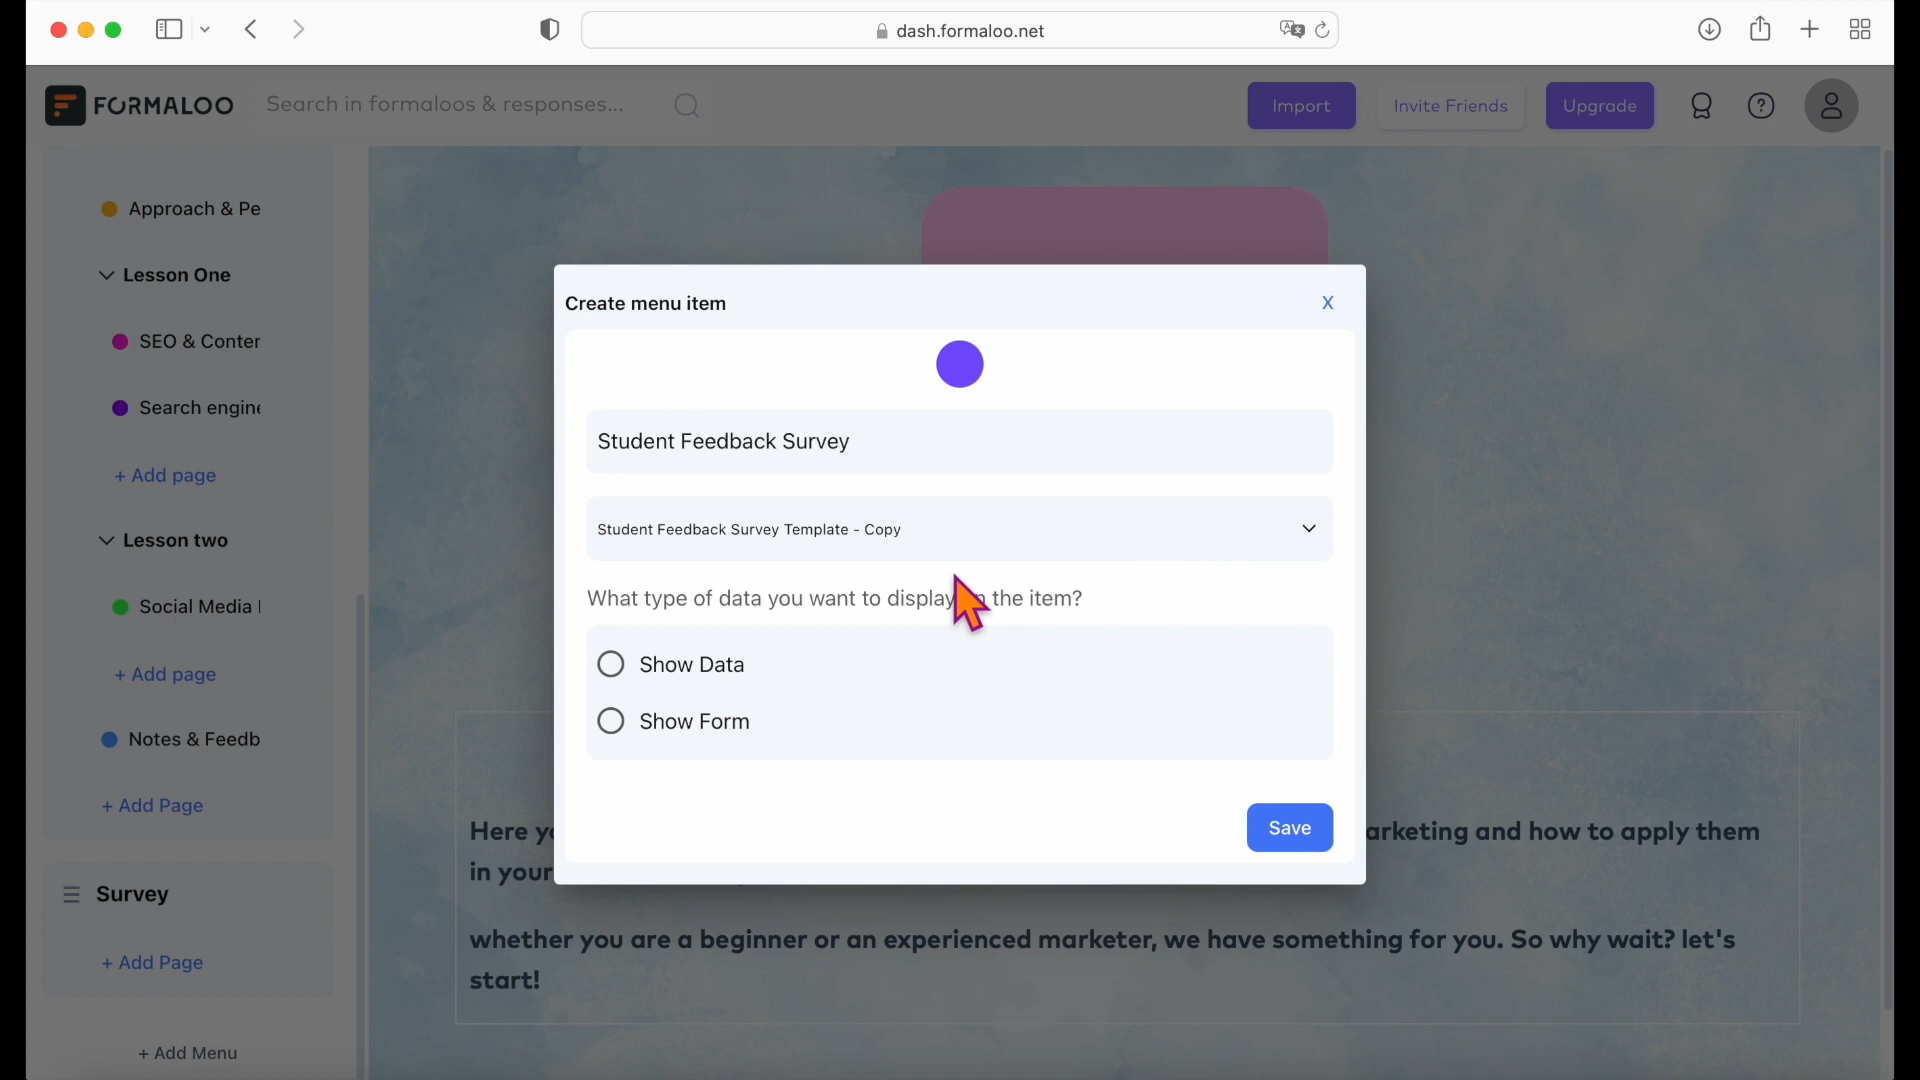 dash.formaloo.net
FORMALOO
Search in formaloos & responses...
Import
Invite Friends
Upgrade
Approach & Pe
Lesson One
SEO & Conter
Search engine
+ Add page
Lesson two
Social Media
+ Add page
Notes & Feedb
+ Add Page
Survey
+ Add Page
+ Add Menu
Create menu item
X
Student Feedback Survey
Student Feedback Survey Template - Copy
What type of data you want to display the item?
Show Data
Show Form
Save
Here arketing and how to apply them
in your
whether you are a beginner or an experienced marketer, we have something for you. So why wait? let's
start!